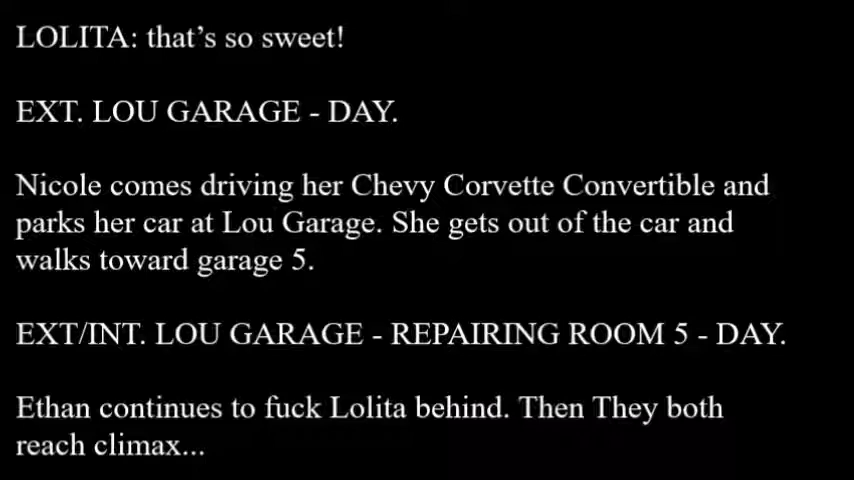 LOLITA: that’s so sweet!
EXT. LOU GARAGE - DAY.
Nicole comes driving her Chevy Corvette Convertible and
parks her car at Lou Garage. She gets out of the car and
walks toward garage 5.
EXT/INT. LOU GARAGE - REPAIRING ROOM 5 - DAY.
Ethan continues to fuck Lolita behind. Then They both
reach climax...